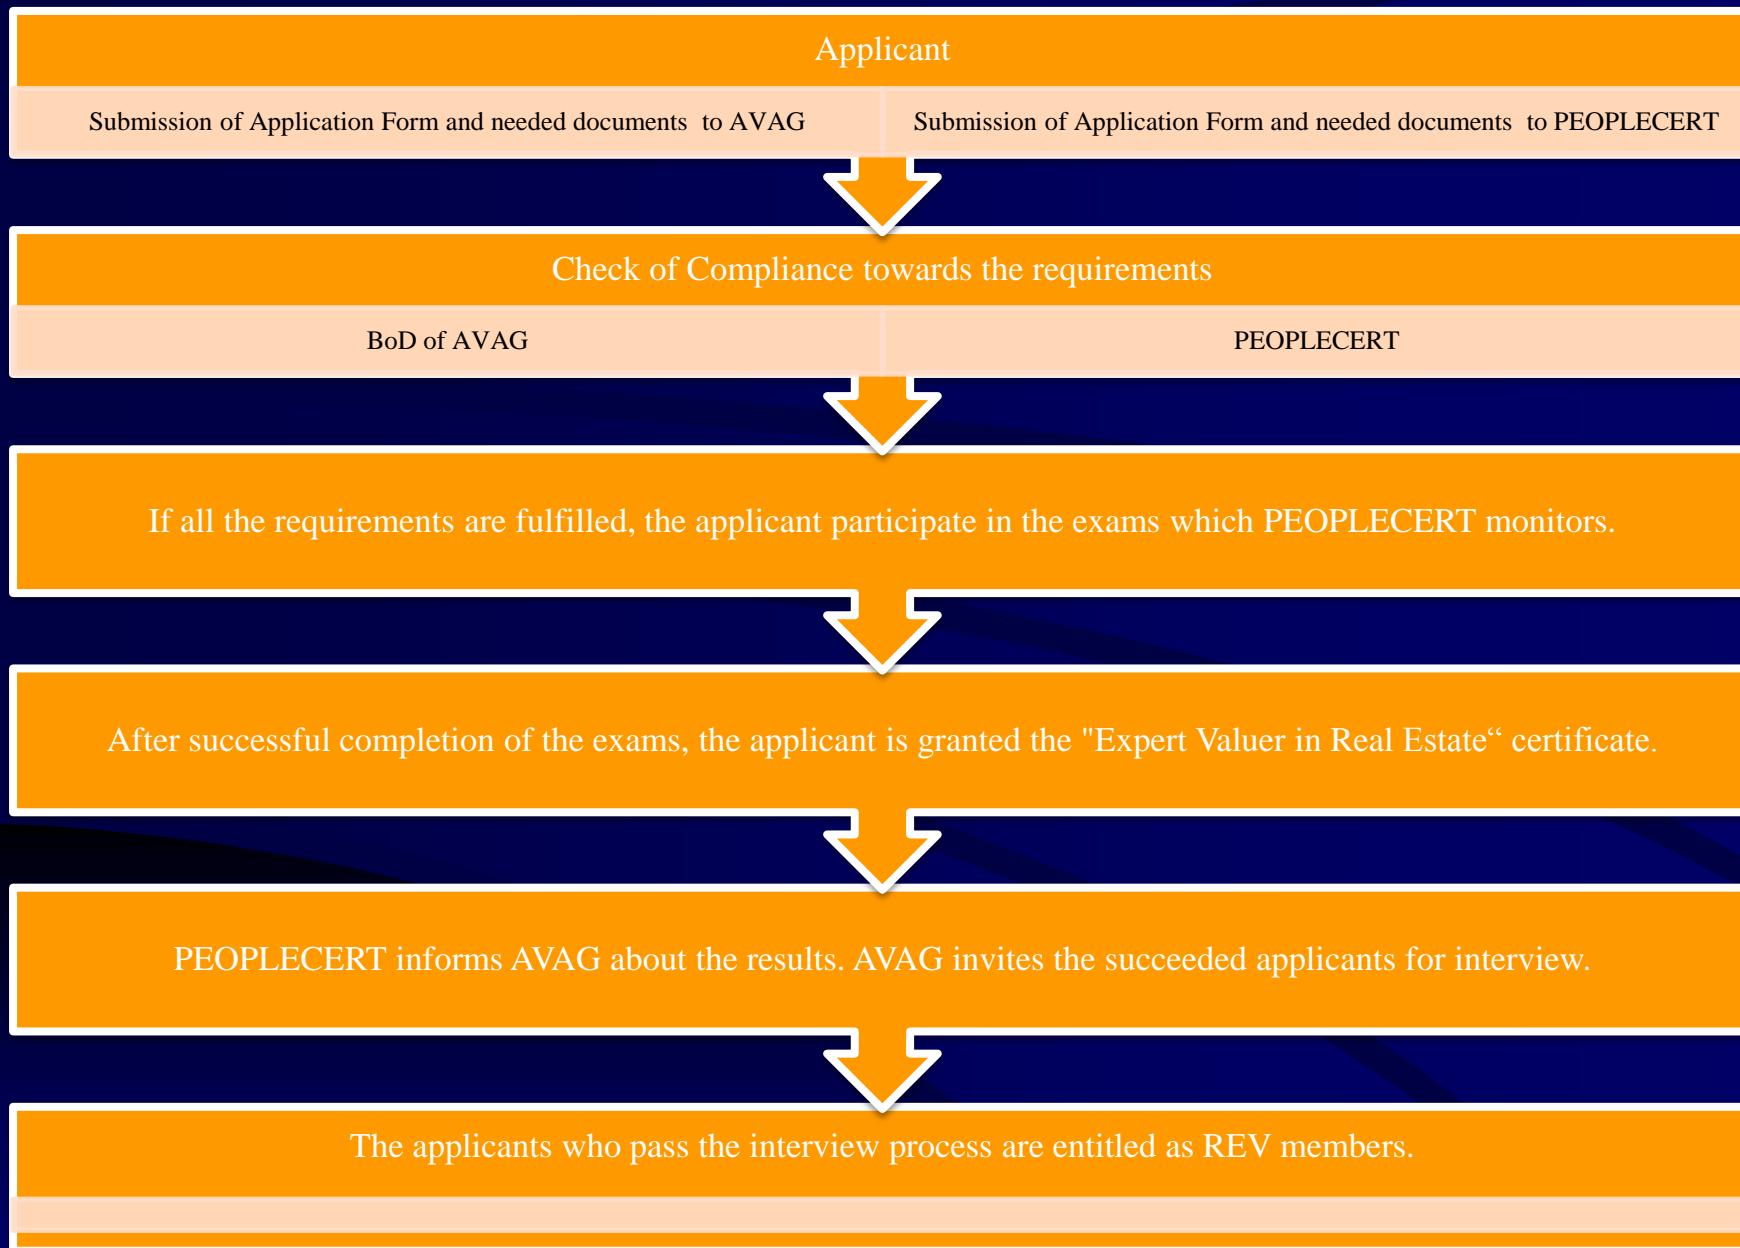 Applicant
Submission of Application Form and needed documents  to AVAG
Submission of Application Form and needed documents  to PEOPLECERT
Check of Compliance towards the requirements
BoD of AVAG
PEOPLECERT
If all the requirements are fulfilled, the applicant participate in the exams which PEOPLECERT monitors.
After successful completion of the exams, the applicant is granted the "Expert Valuer in Real Estate“ certificate.
PEOPLECERT informs AVAG about the results. AVAG invites the succeeded applicants for interview.
The applicants who pass the interview process are entitled as REV members.